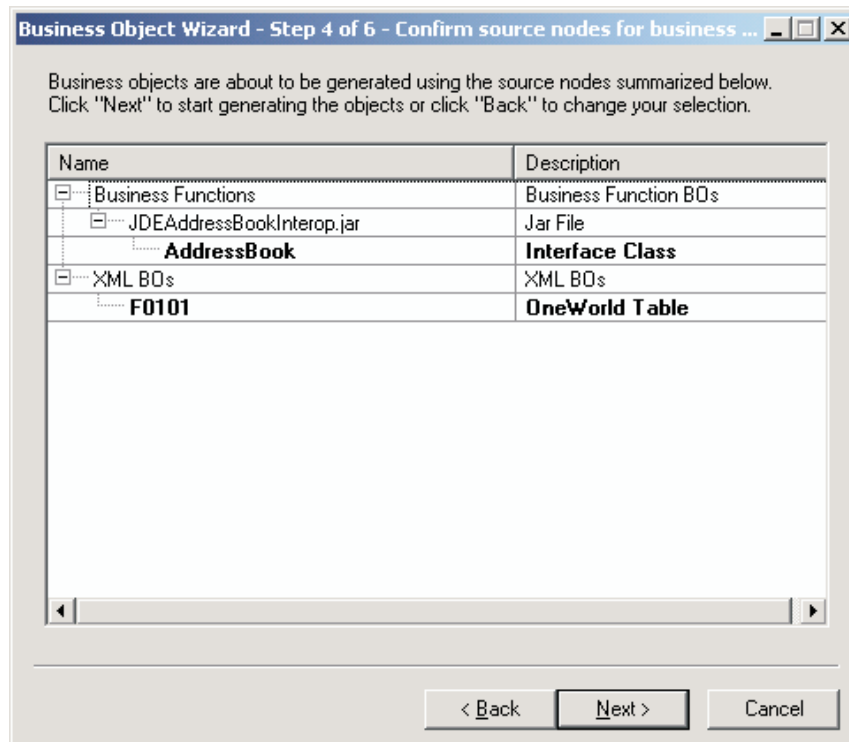 Business Object Wizard - Step 4 of 6 - Confirm source nodes for business ...
Business objects are about to be generated using the source nodes summarized below.
Click "Next" to start generating the objects or click "Back" to change your selection.
Name Description
Business Functions Business Function BOs
JDEAddressBookInterop.jar Jar File
AddressBook Interface Class
XML BOs XML BOs
F0101 OneWorld Table
< Back Next > Cancel